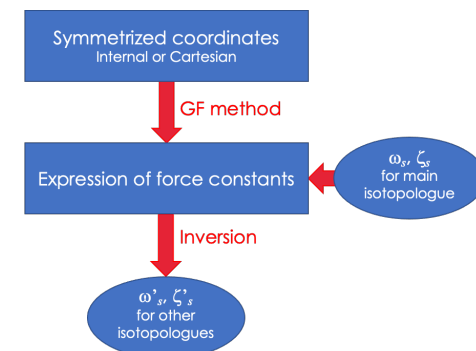 Symmetrized coordinates
Internal or Cartesian
GF method
Expression of force constants
ωₛ, ζₛ
for main
isotopologue
Inversion
ω'ₛ, ζ'ₛ
for other
isotopologues